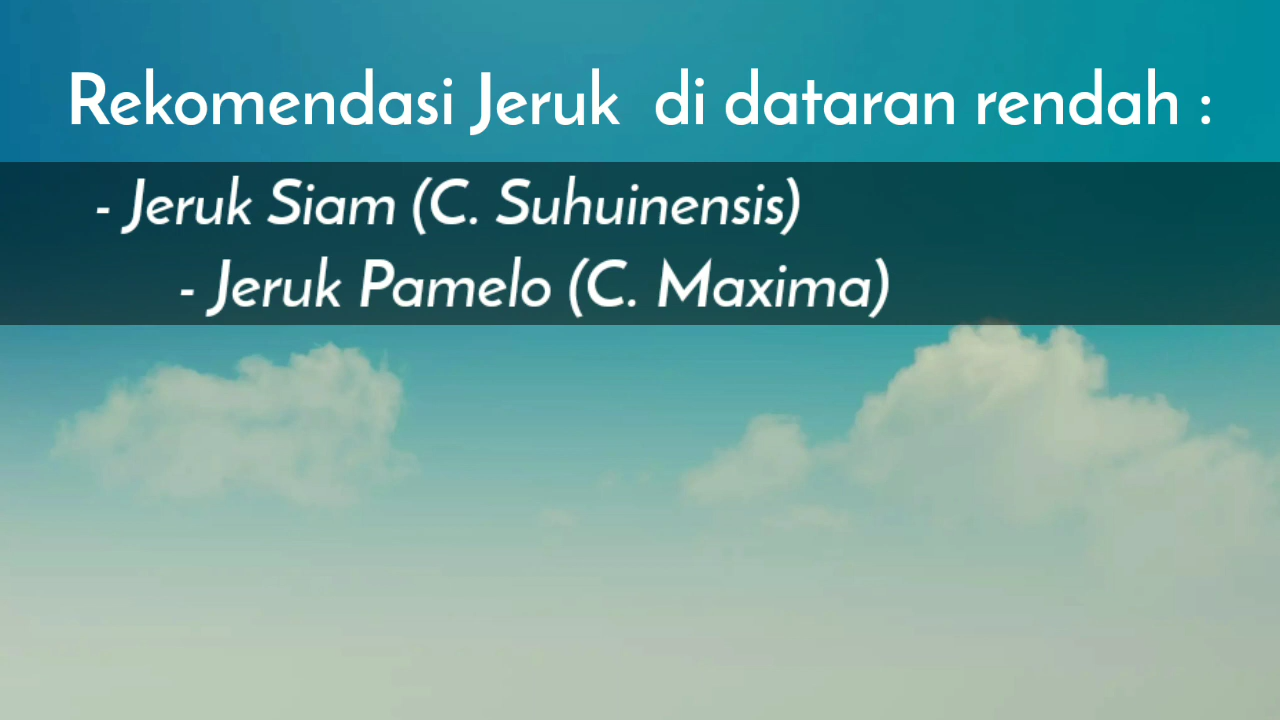 Rekomendasi Jeruk di dataran rendah :
- Jeruk Siam (C. Suhuinensis)
- Jeruk Pamelo (C. Maxima)